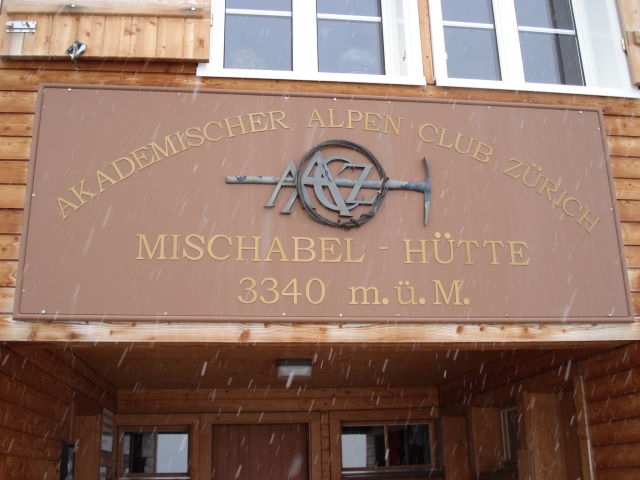 AKADEMISCHER ALPEN CLUB ZÜRICH
AACZ
MISCHABEL - HÜTTE
3340 m.ü.M.